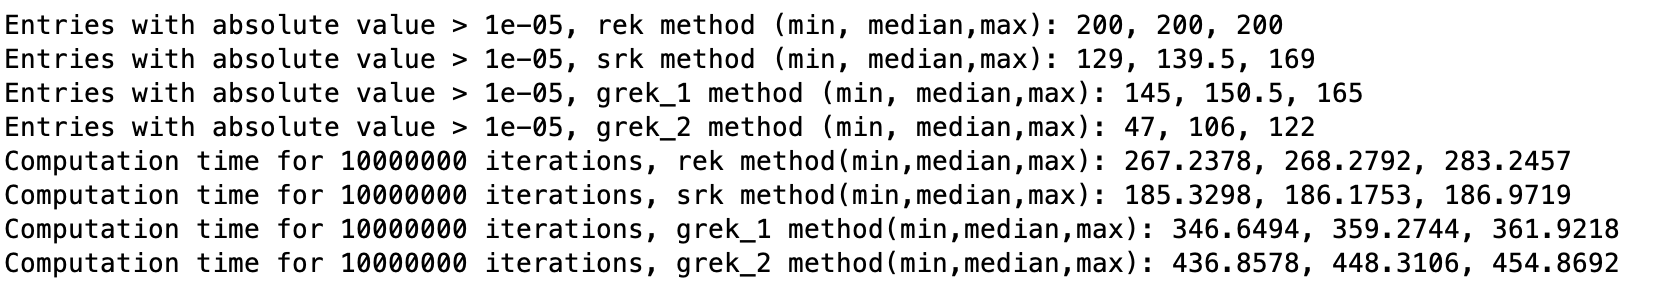 Entries with absolute value > 1e-05, rek method (min, median,max): 200, 200, 200
Entries with absolute value > 1e-05, srk method (min, median,max): 129, 139.5, 169
Entries with absolute value > 1e-05, grek_1 method (min, median,max): 145, 150.5, 165
Entries with absolute value > 1e-05, grek_2 method (min, median,max): 47, 106, 122
Computation time for 10000000 iterations, rek method(min,median,max): 267.2378, 268.2792, 283.2457
Computation time for 10000000 iterations, srk method(min,median,max): 185.3298, 186.1753, 186.9719
Computation time for 10000000 iterations, grek_1 method(min,median,max): 346.6494, 359.2744, 361.9218
Computation time for 10000000 iterations, grek_2 method(min,median,max): 436.8578, 448.3106, 454.8692